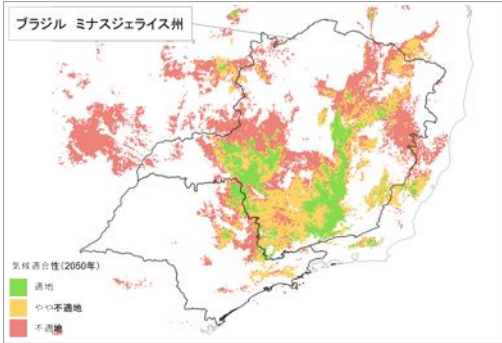 ブラジル ミナスジェライス州
気候適合性(2050年)
適地
やや不適地
不適地